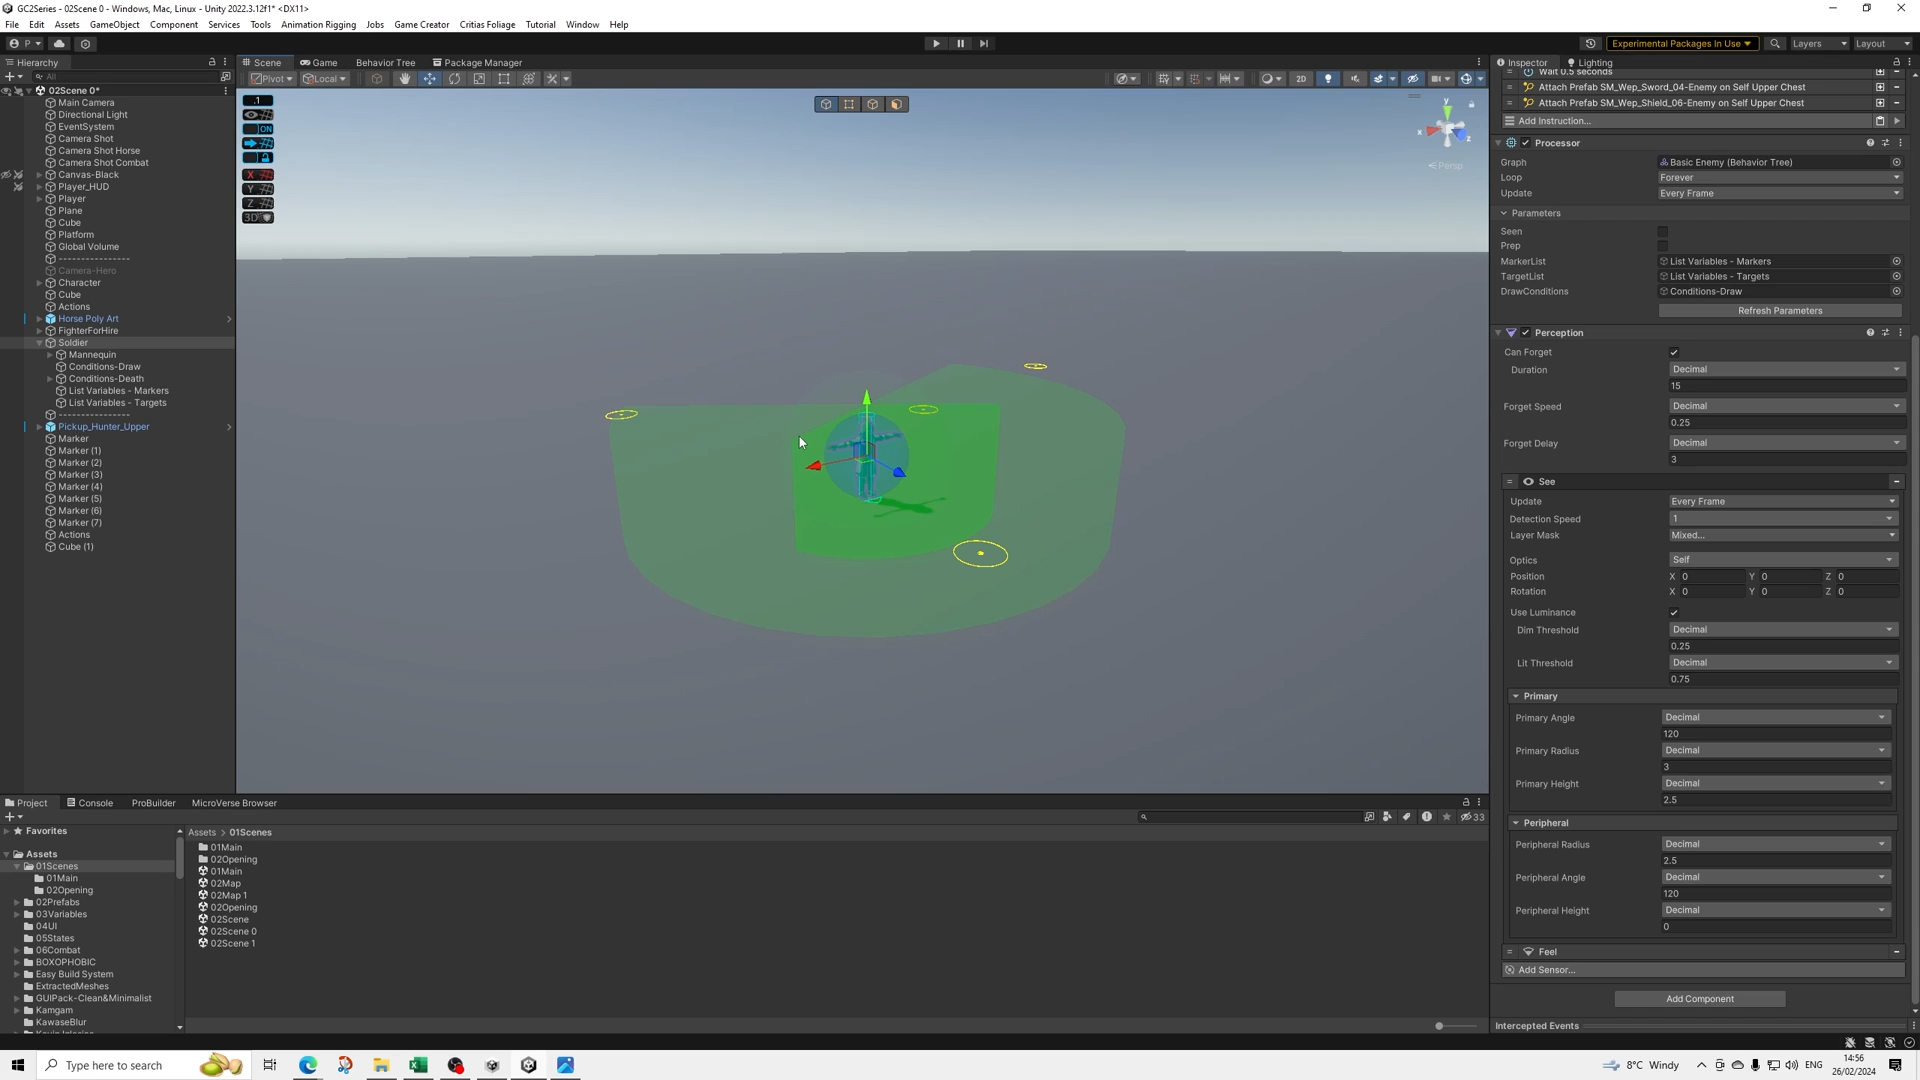 GC2Series - 02Scene 0 - Windows, Mac, Linux - Unity 2022.3.12f1* <DX11>
File Edit Assets GameObject Component Services Tools Animation Rigging Jobs Game Creator Critias Foliage Tutorial Window Help
P
Experimental Packages In Use
Layers
Layout
Hierarchy
All
02Scene 0*
Main Camera
Directional Light
EventSystem
Camera Shot
Camera Shot Horse
Camera Shot Combat
Canvas-Black
Player_HUD
Player
Plane
Cube
Platform
Global Volume
----------------
Camera-Hero
Character
Cube
Actions
Horse Poly Art
FighterForHire
Soldier
Mannequin
Conditions-Draw
Conditions-Death
List Variables - Markers
List Variables - Targets
----------------
Pickup_Hunter_Upper
Marker
Marker (1)
Marker (2)
Marker (3)
Marker (4)
Marker (5)
Marker (6)
Marker (7)
Actions
Cube (1)
Scene Game Behavior Tree Package Manager
Pivot Local
2D
.1
ON
X
Y
Z
3D
y
x
z
Persp
Inspector Lighting
Wait 0.5 seconds
Attach Prefab SM_Wep_Sword_04-Enemy on Self Upper Chest
Attach Prefab SM_Wep_Shield_06-Enemy on Self Upper Chest
Add Instruction...
Processor
Graph Basic Enemy (Behavior Tree)
Loop Forever
Update Every Frame
Parameters
Seen
Prep
MarkerList List Variables - Markers
TargetList List Variables - Targets
DrawConditions Conditions-Draw
Refresh Parameters
Perception
Can Forget
Duration Decimal
15
Forget Speed Decimal
0.25
Forget Delay Decimal
3
See
Update Every Frame
Detection Speed 1
Layer Mask Mixed...
Optics Self
Position X 0 Y 0 Z 0
Rotation X 0 Y 0 Z 0
Use Luminance
Dim Threshold Decimal
0.25
Lit Threshold Decimal
0.75
Primary
Primary Angle Decimal
120
Primary Radius Decimal
3
Primary Height Decimal
2.5
Peripheral
Peripheral Radius Decimal
2.5
Peripheral Angle Decimal
120
Peripheral Height Decimal
0
Feel
Add Sensor...
Add Component
Intercepted Events
Project Console ProBuilder MicroVerse Browser
33
Favorites
Assets
01Scenes
01Main
02Opening
02Prefabs
03Variables
04UI
05States
06Combat
BOXOPHOBIC
Easy Build System
ExtractedMeshes
GUIPack-Clean&Minimalist
Kamgam
KawaseBlur
Assets > 01Scenes
01Main
02Opening
01Main
02Map
02Map 1
02Opening
02Scene
02Scene 0
02Scene 1
Type here to search
8°C Windy
ENG
14:56
26/02/2024